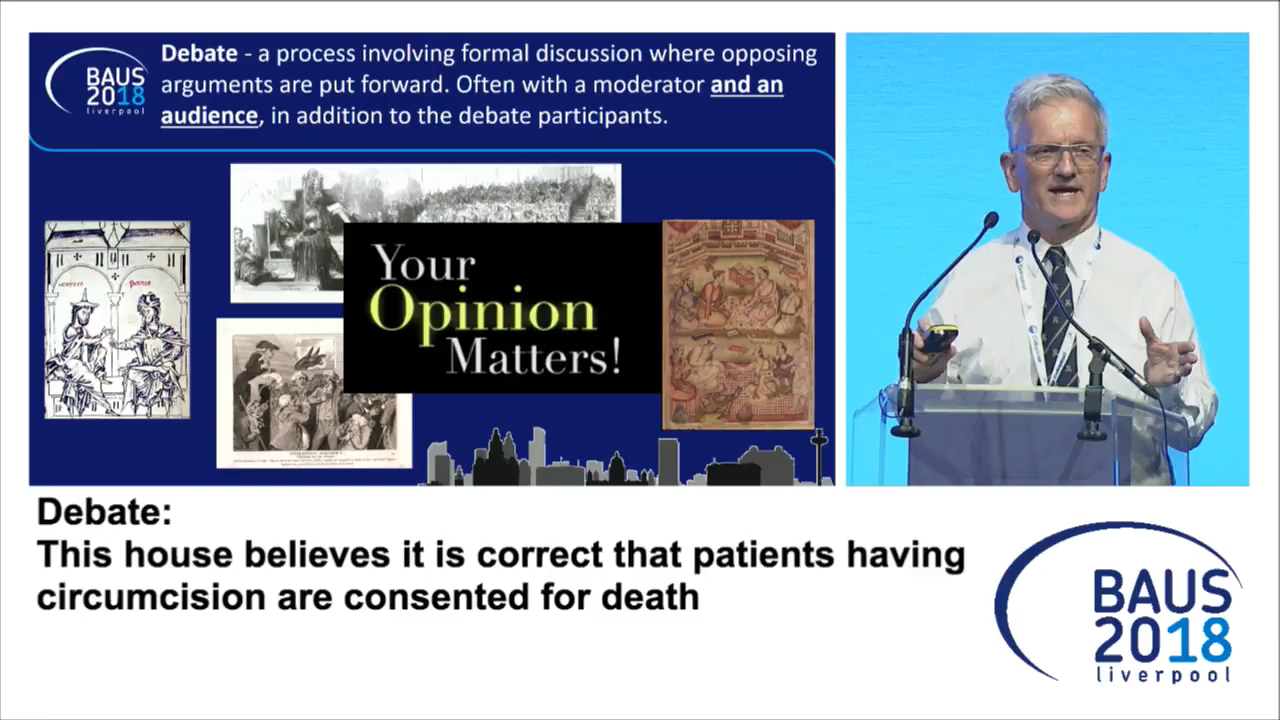 BAUS
2018
liverpool
Debate - a process involving formal discussion where opposing
arguments are put forward. Often with a moderator and an
audience, in addition to the debate participants.
Your
Opinion
Matters!
Debate:
This house believes it is correct that patients having
circumcision are consented for death
BAUS
2018
liverpool